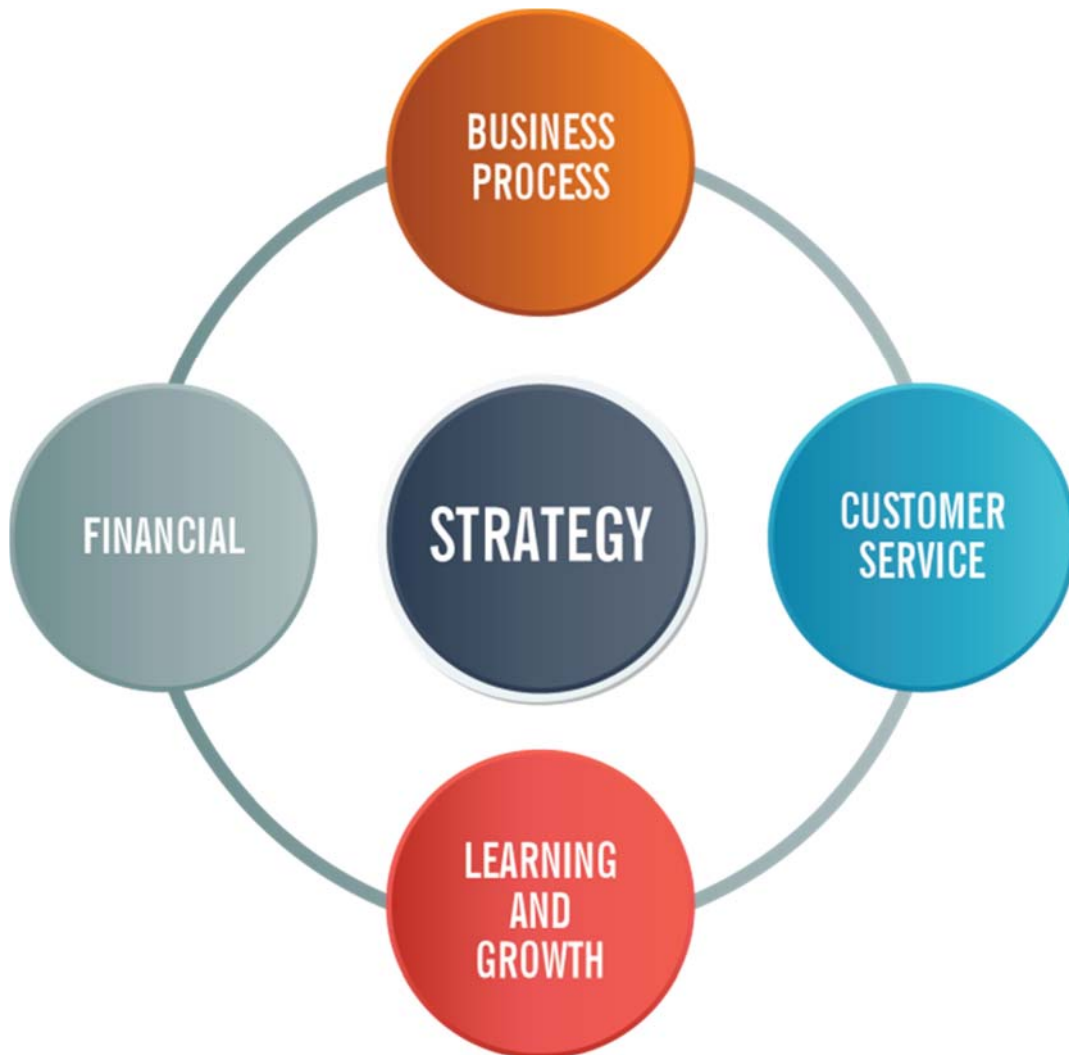 BUSINESS
PROCESS
FINANCIAL
STRATEGY
CUSTOMER
SERVICE
LEARNING
AND
GROWTH